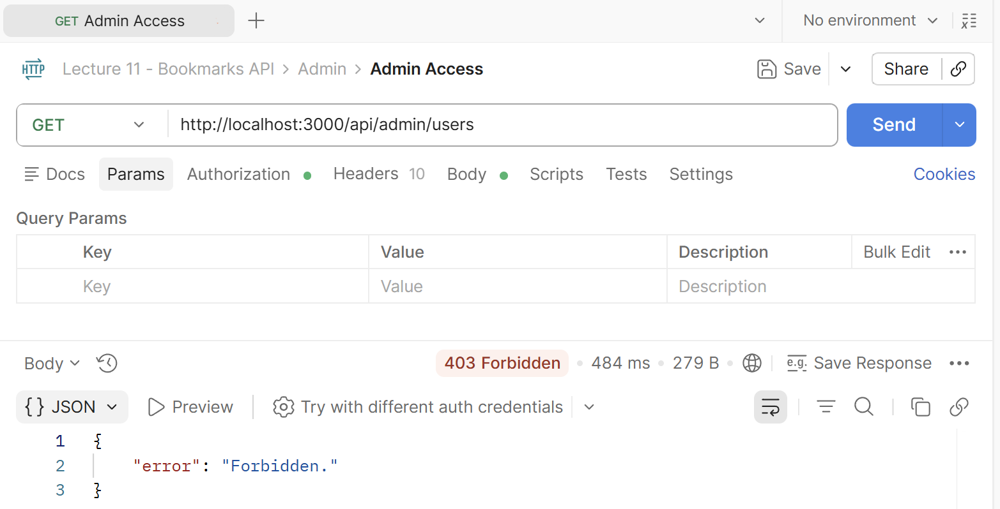 GET Admin Access
No environment
HTTP Lecture 11 - Bookmarks API > Admin > Admin Access Save Share
GET http://localhost:3000/api/admin/users Send
Docs Params Authorization Headers 10 Body Scripts Tests Settings Cookies
Query Params
Key Value Description Bulk Edit
Key Value Description
Body 403 Forbidden 484 ms 279 B e.g. Save Response
{} JSON Preview Try with different auth credentials
1 {
2 "error": "Forbidden."
3 }